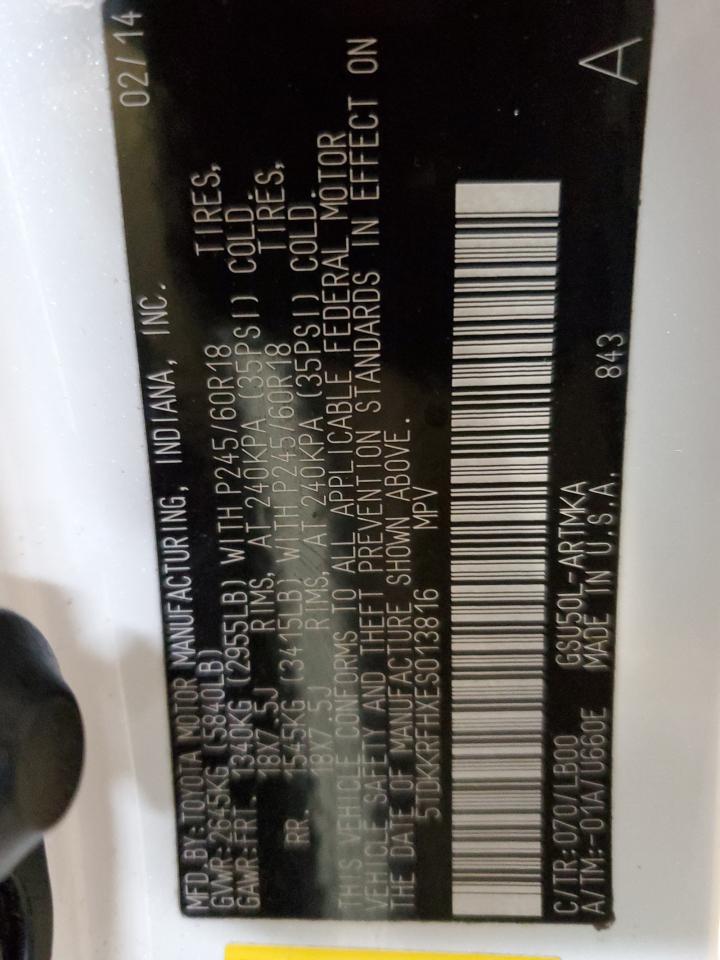 MFD.BY:TOYOTA MOTOR MANUFACTURING, INDIANA, INC. 02/14
GVWR:2645KG (5840LB)
GAWR:FRT. 1340KG (2955LB) WITH P245/60R18 TIRES,
18X7.5J RIMS, AT 240KPA (35PSI) COLD.
RR. 1545KG (3415LB) WITH P245/60R18 TIRES,
18X7.5J RIMS, AT 240KPA (35PSI) COLD.
THIS VEHICLE CONFORMS TO ALL APPLICABLE FEDERAL MOTOR
VEHICLE SAFETY AND THEFT PREVENTION STANDARDS IN EFFECT ON
THE DATE OF MANUFACTURE SHOWN ABOVE.
5TDKKRFHXES013816 MPV
C/TR:070/LB00 GSU50L-ARTMKA
A/TM:-01A/U660E MADE IN U.S.A. 843 A